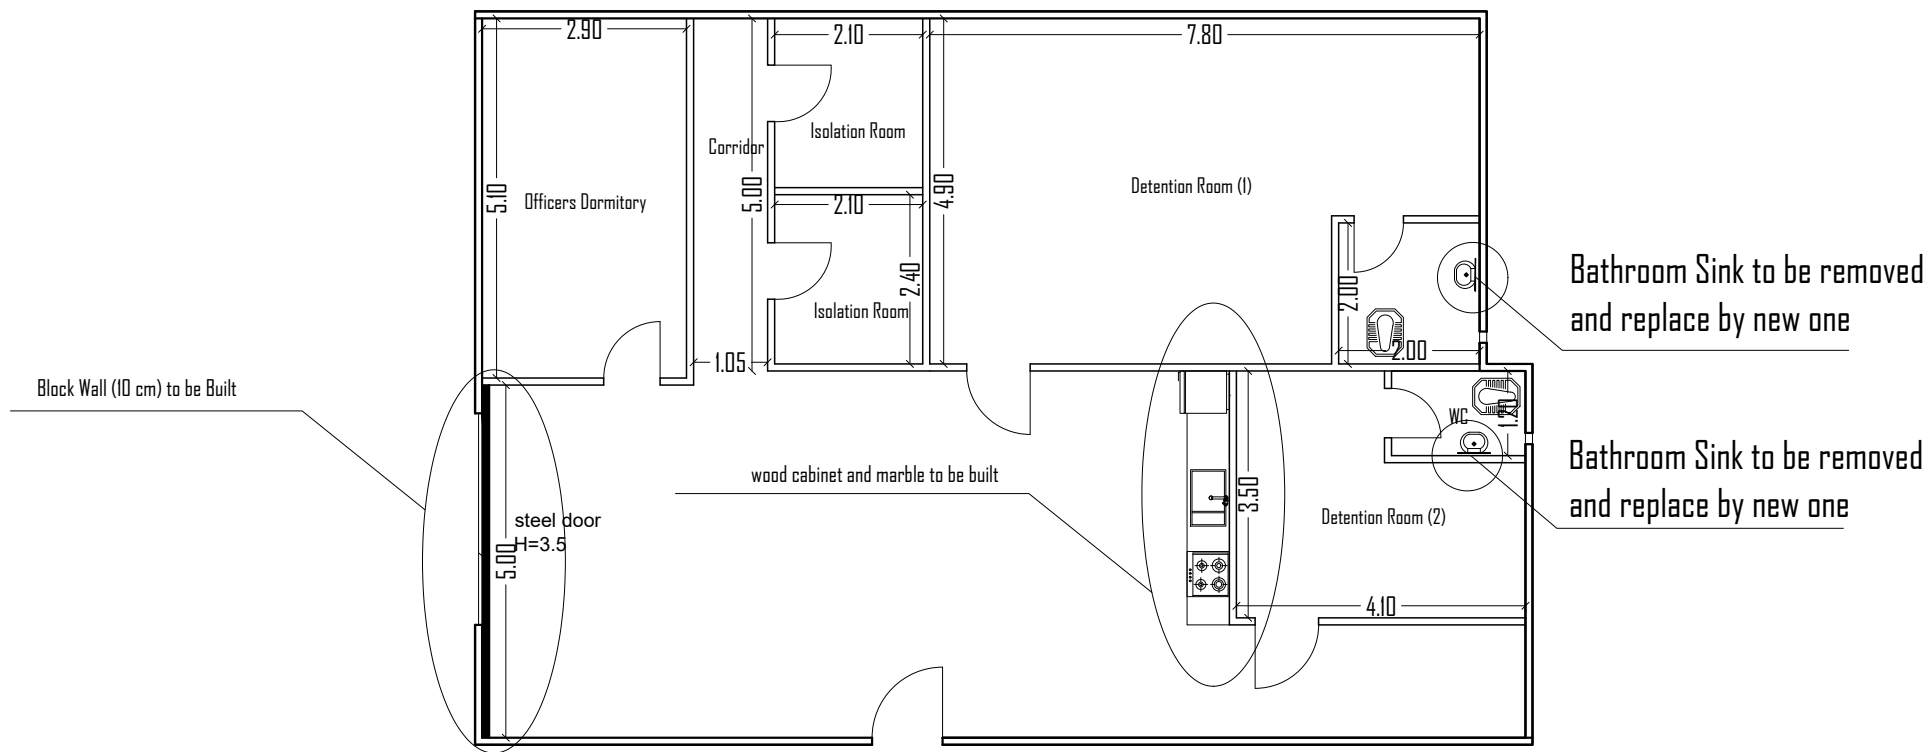 2.90
2.10
7.80
Isolation Room
Corridor
5.10
5.00
4.90
Detention Room (1)
Officers Dormitory
2.10
2.40
2.00
Isolation Room
Bathroom Sink to be removed
and replace by new one
1.05
2.00
Block Wall (10 cm) to be Built
WC
wood cabinet and marble to be built
3.50
Bathroom Sink to be removed
and replace by new one
Detention Room (2)
steel door
H=3.5
5.00
4.10